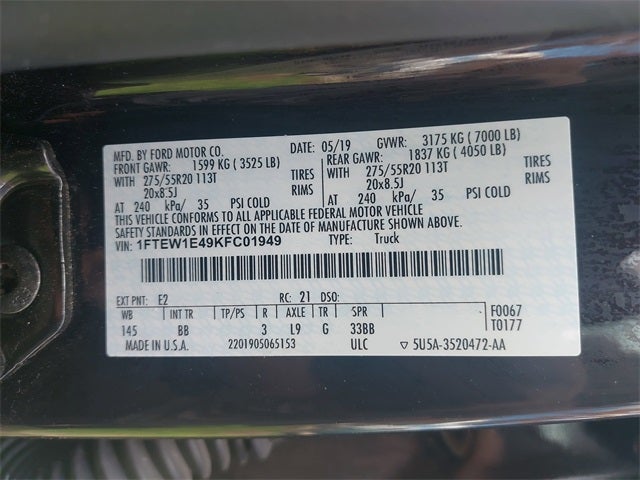 MFD. BY FORD MOTOR CO. DATE: 05/19 GVWR: 3175 KG ( 7000 LB)
FRONT GAWR: 1599 KG ( 3525 LB) REAR GAWR: 1837 KG ( 4050 LB)
WITH 275/55R20 113T TIRES WITH 275/55R20 113T TIRES
20x8.5J RIMS 20x8.5J RIMS
AT 240 kPa/ 35 PSI COLD AT 240 kPa/ 35 PSI COLD
THIS VEHICLE CONFORMS TO ALL APPLICABLE FEDERAL MOTOR VEHICLE
SAFETY STANDARDS IN EFFECT ON THE DATE OF MANUFACTURE SHOWN ABOVE.
VIN: 1FTEW1E49KFC01949 TYPE: Truck
EXT PNT: E2 RC: 21 DSO:
WB INT TR TP/PS R AXLE TR SPR F0067
145 BB 3 L9 G 33BB T0177
MADE IN U.S.A. 2201905065153 ULC 5U5A-3520472-AA